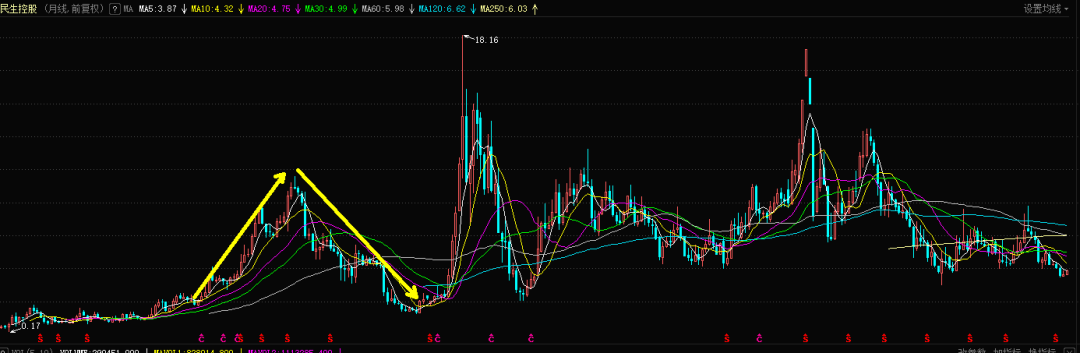 民生控股 (月线,前复权) ? MA MA5:3.87 ↓ MA10:4.32 ↓ MA20:4.75 ↓ MA30:4.99 ↓ MA60:5.98 ↓ MA120:6.62 ↓ MA250:6.03 ↑ 设置均线
18.16
0.17
S S S C C C S S S S S C C C S C S S S S S S S